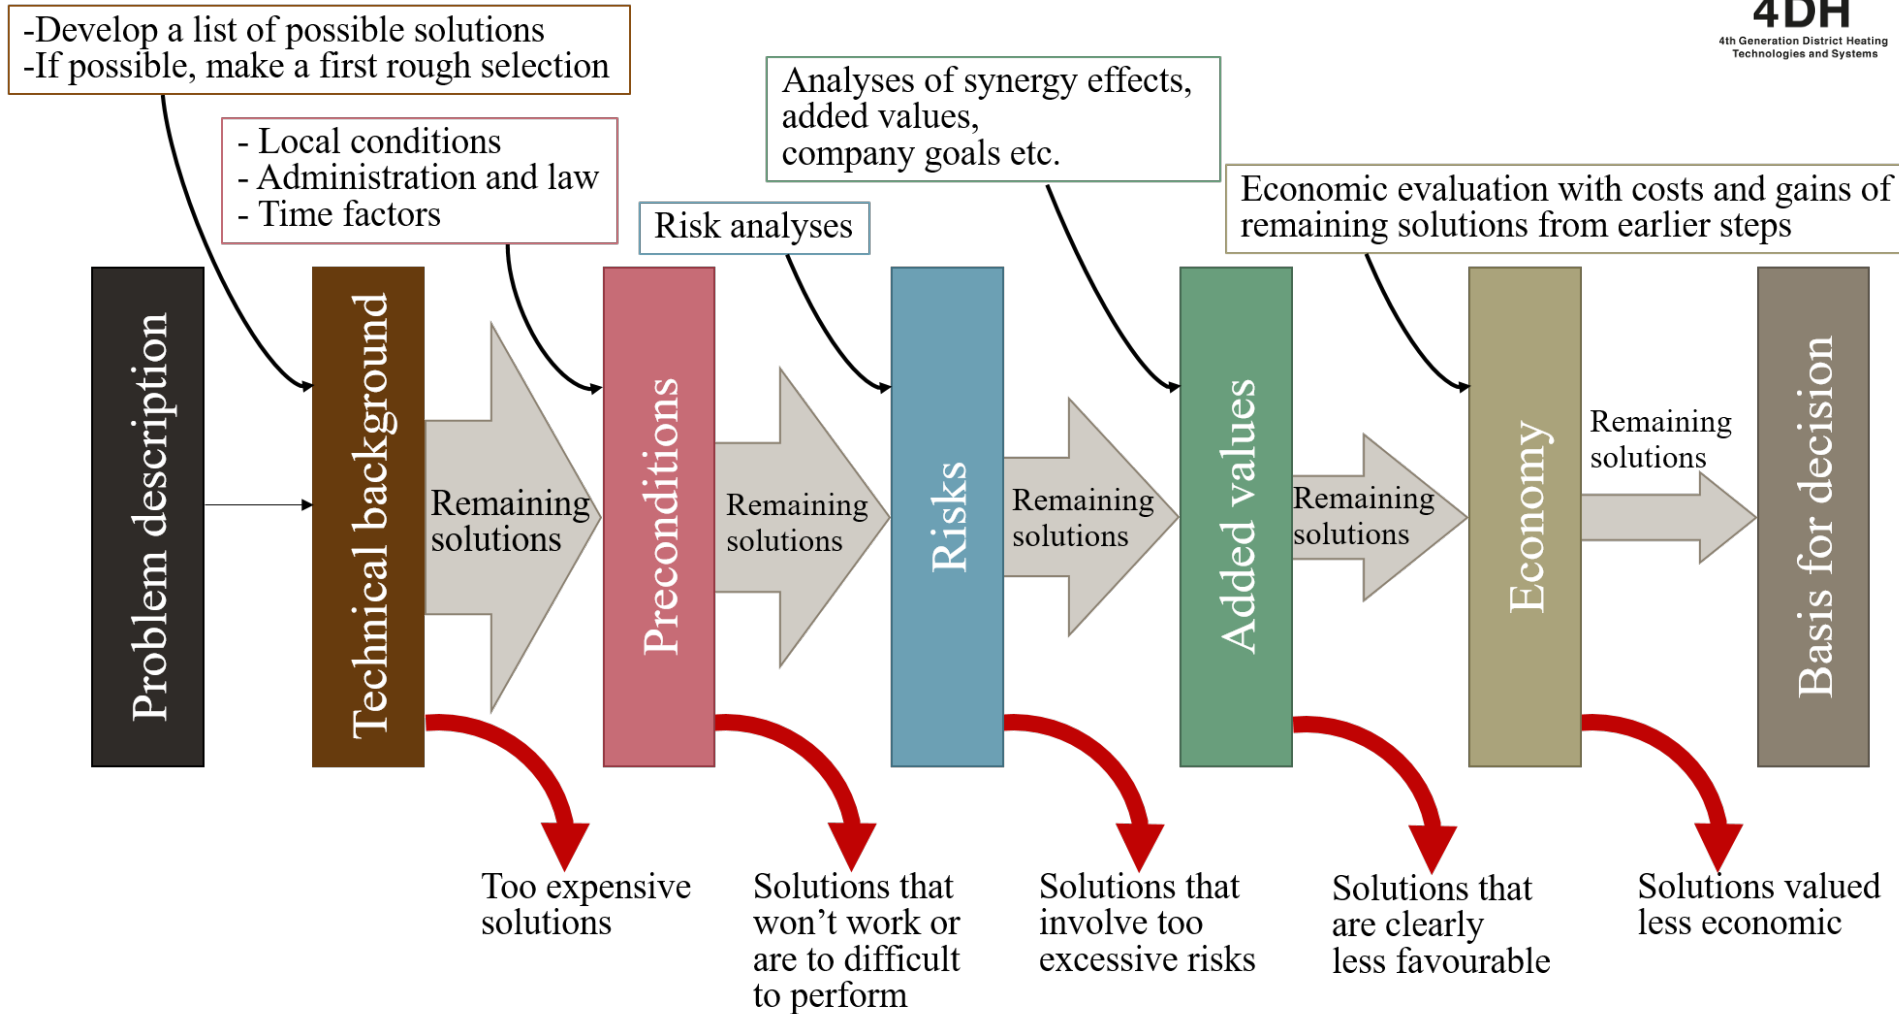 4DH
4th Generation District Heating
Technologies and Systems
-Develop a list of possible solutions
-If possible, make a first rough selection
- Local conditions
- Administration and law
- Time factors
Risk analyses
Analyses of synergy effects,
added values,
company goals etc.
Economic evaluation with costs and gains of
remaining solutions from earlier steps
Problem description
Technical background
Remaining
solutions
Preconditions
Remaining
solutions
Risks
Remaining
solutions
Added values
Remaining
solutions
Economy
Remaining
solutions
Basis for decision
Too expensive
solutions
Solutions that
won’t work or
are to difficult
to perform
Solutions that
involve too
excessive risks
Solutions that
are clearly
less favourable
Solutions valued
less economic